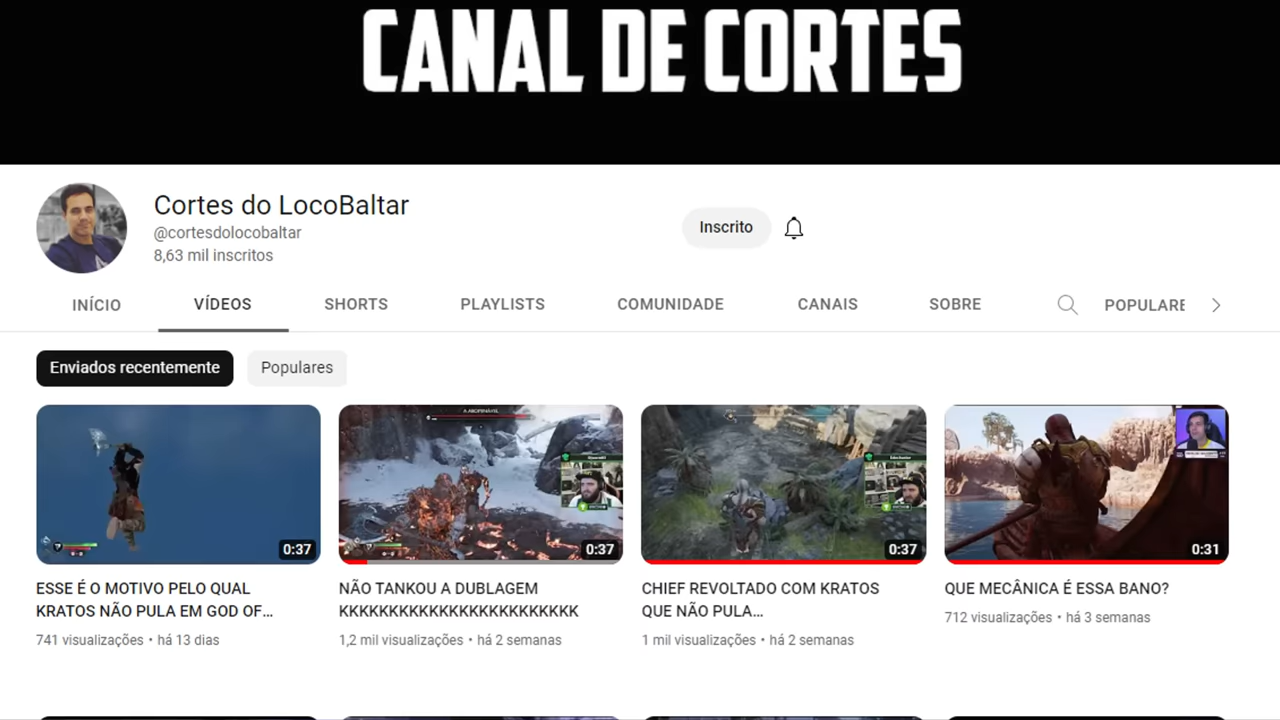 CANAL DE CORTES
Cortes do LocoBaltar
@cortesdolocobaltar
8,63 mil inscritos
Inscrito
INÍCIO VÍDEOS SHORTS PLAYLISTS COMUNIDADE CANAIS SOBRE POPULARE
Enviados recentemente Populares
A ABOMINÁVEL
0:37 0:37 0:37 0:31
ESSE É O MOTIVO PELO QUAL
KRATOS NÃO PULA EM GOD OF...
741 visualizações • há 13 dias
NÃO TANKOU A DUBLAGEM
KKKKKKKKKKKKKKKKKKKKKKKK
1,2 mil visualizações • há 2 semanas
CHIEF REVOLTADO COM KRATOS
QUE NÃO PULA...
1 mil visualizações • há 2 semanas
QUE MECÂNICA É ESSA BANO?
712 visualizações • há 3 semanas